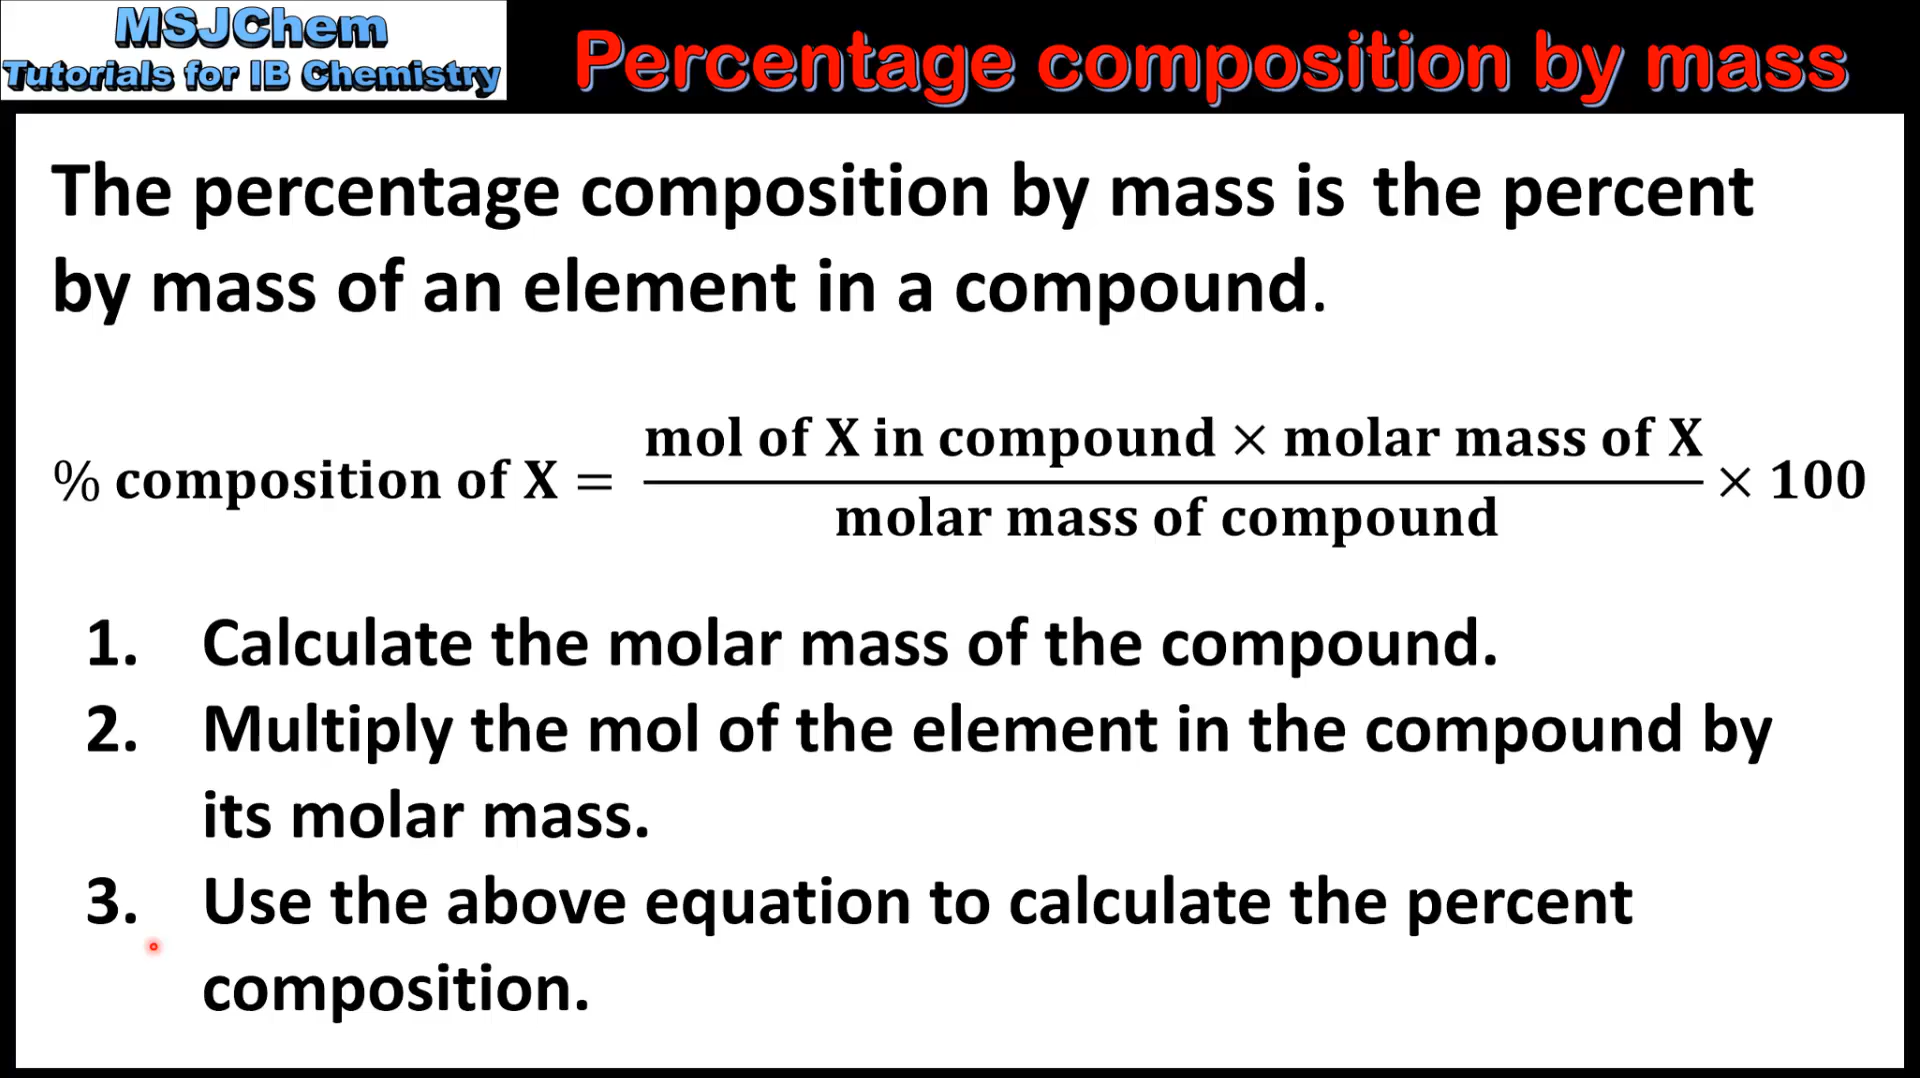 MSJChem
Tutorials for IB Chemistry
Percentage composition by mass
The percentage composition by mass is the percent
by mass of an element in a compound.
% composition of X = mol of X in compound × molar mass of X / molar mass of compound × 100
1. Calculate the molar mass of the compound.
2. Multiply the mol of the element in the compound by
its molar mass.
3. Use the above equation to calculate the percent
composition.